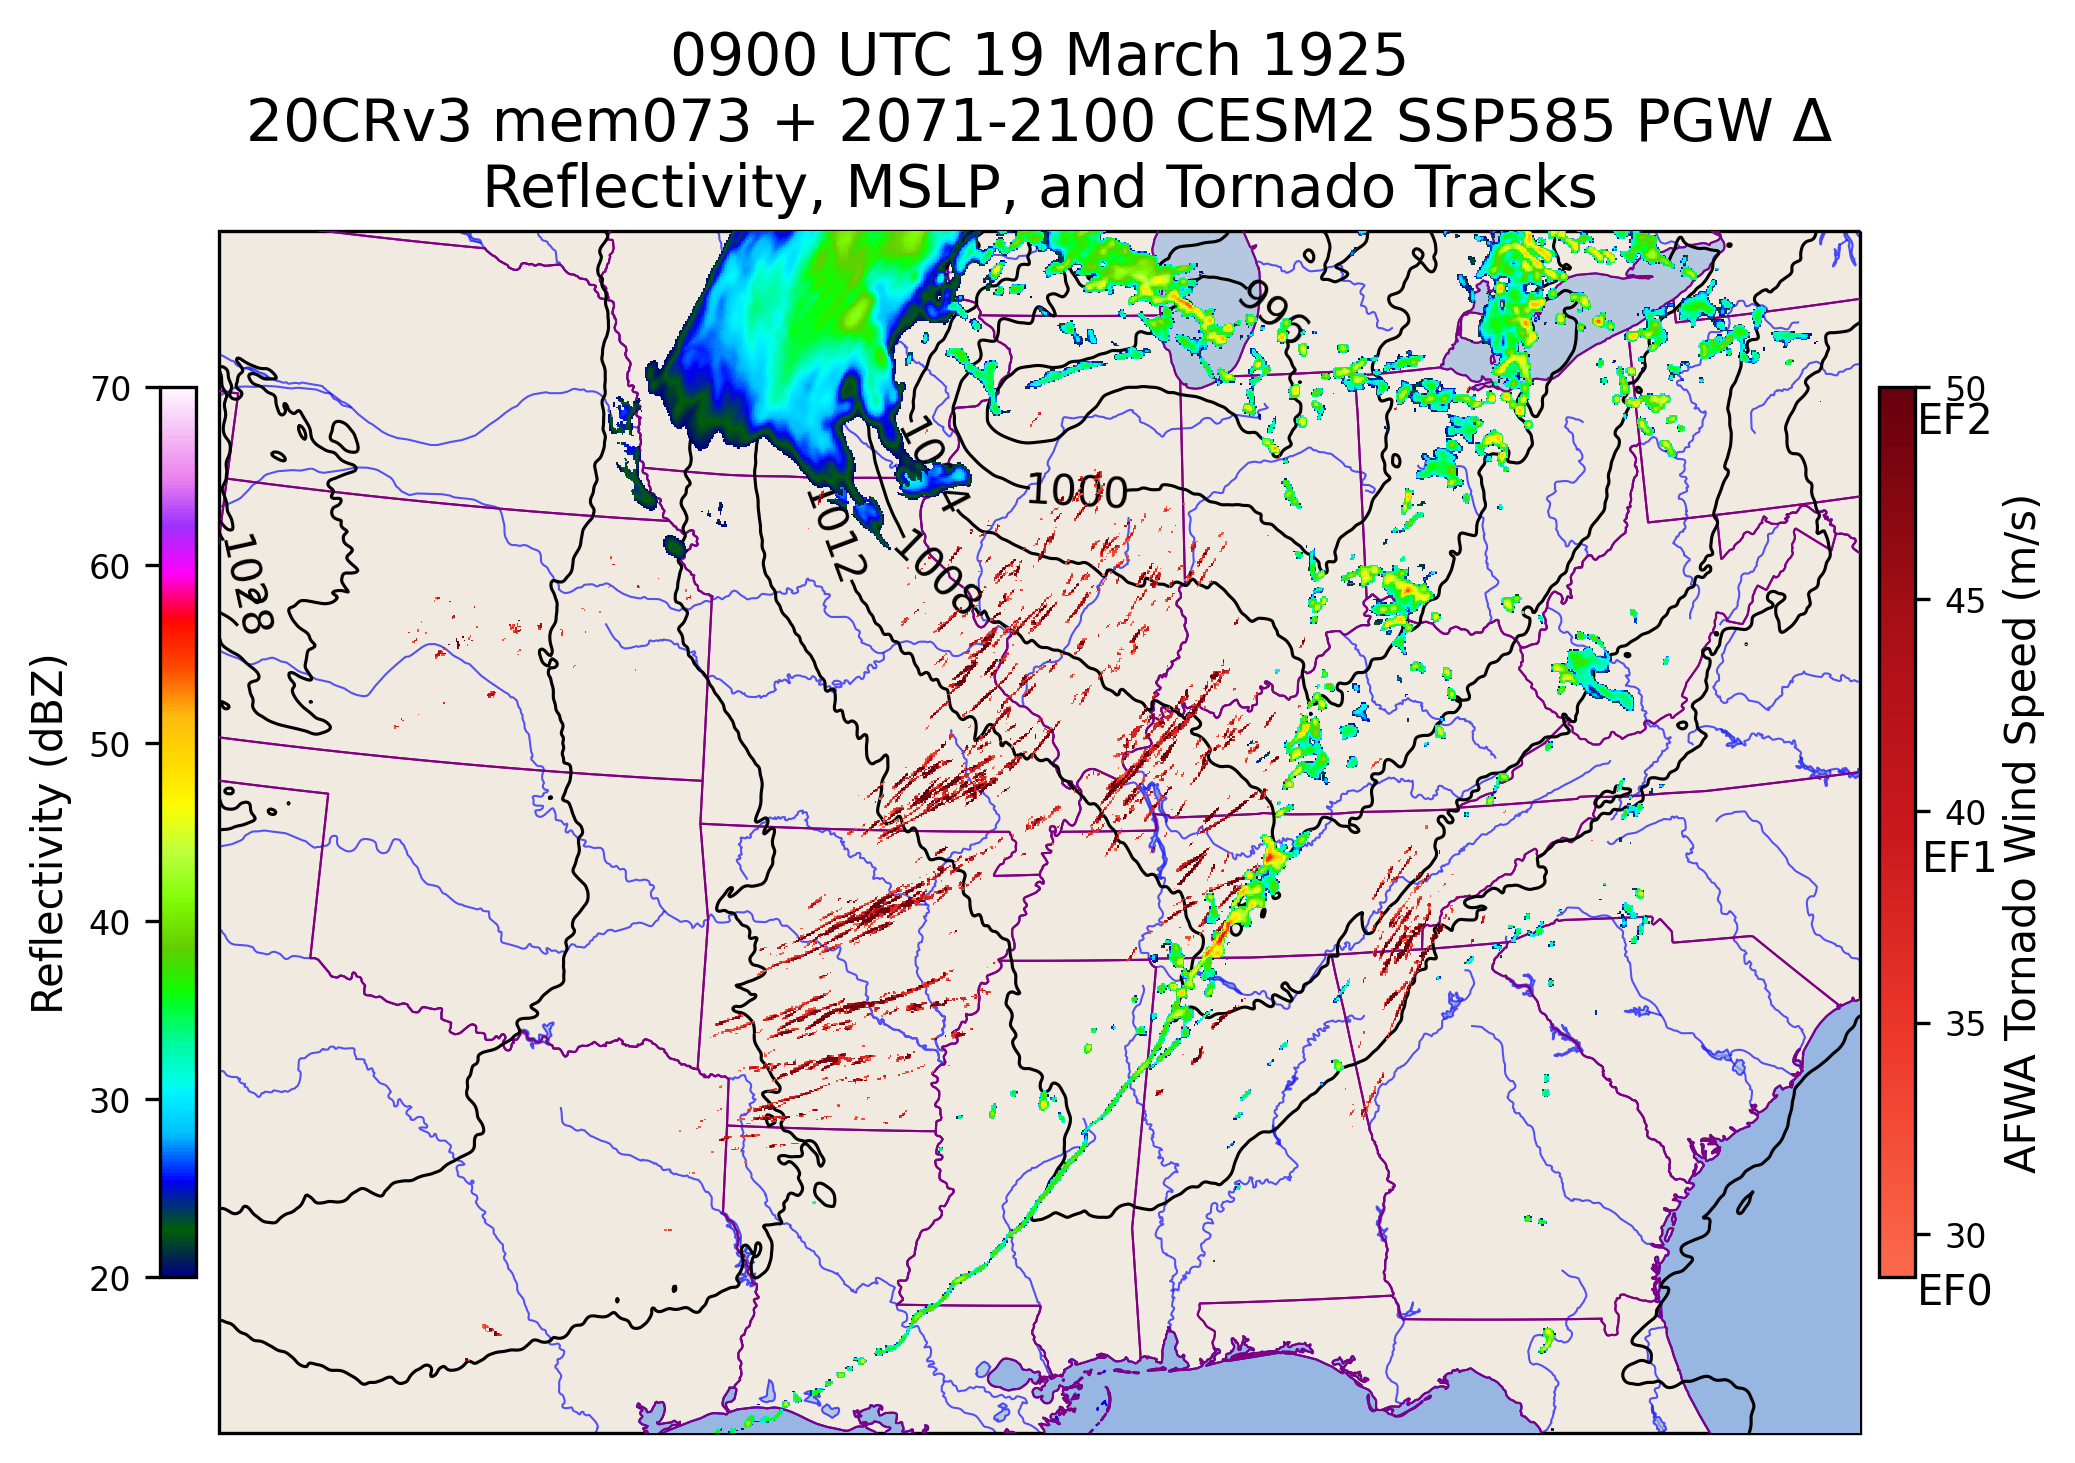 0900 UTC 19 March 1925
20CRv3 mem073 + 2071-2100 CESM2 SSP585 PGW Δ
Reflectivity, MSLP, and Tornado Tracks
70
60
50
40
30
20
Reflectivity (dBZ)
1028
1012
1008
1004
1000
50
EF2
45
40
EF1
35
30
EF0
AFWA Tornado Wind Speed (m/s)